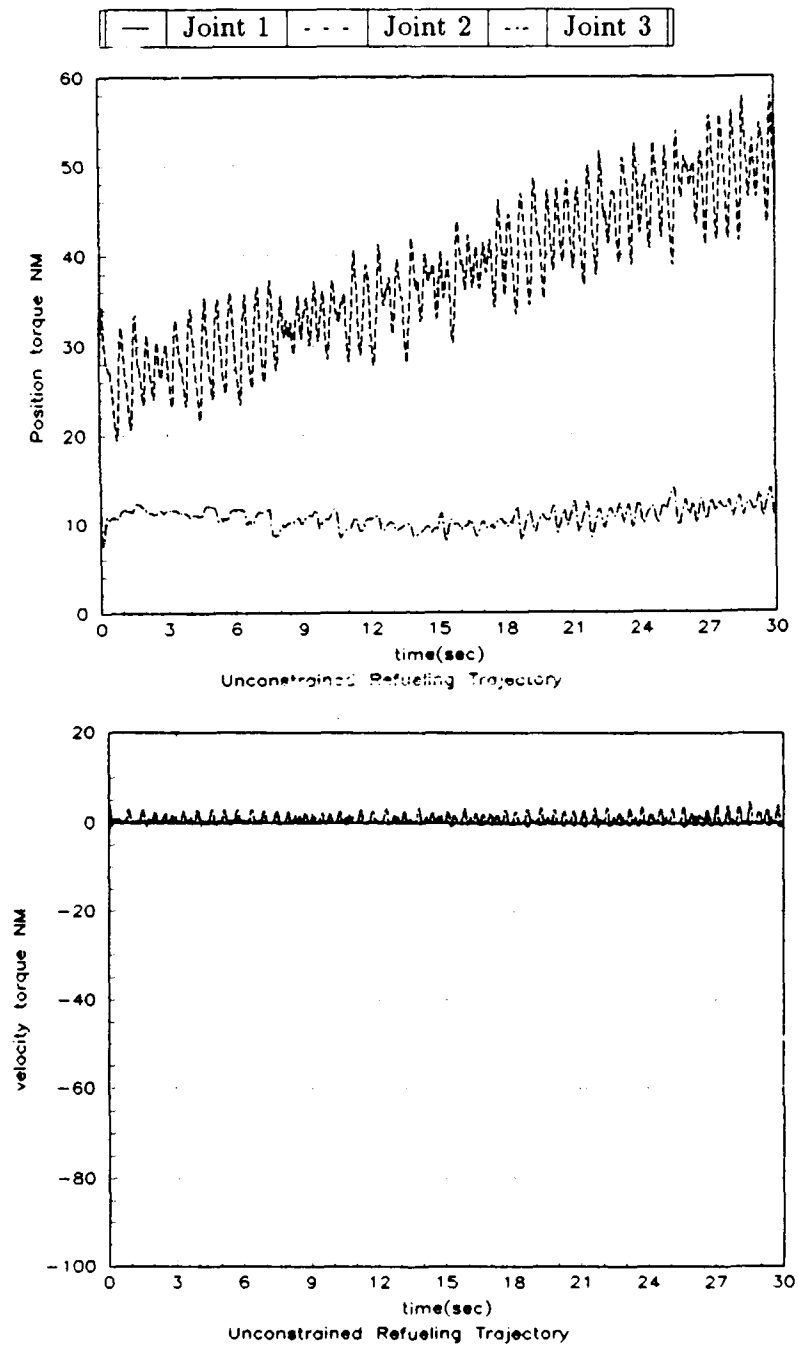 — Joint 1 - - - Joint 2 -·- Joint 3
60
50
40
30
20
10
0
Position torque NM
0 3 6 9 12 15 18 21 24 27 30
time(sec)
Unconstrained Refueling Trajectory
20
0
-20
-40
-60
-80
-100
velocity torque NM
0 3 6 9 12 15 18 21 24 27 30
time(sec)
Unconstrained Refueling Trajectory